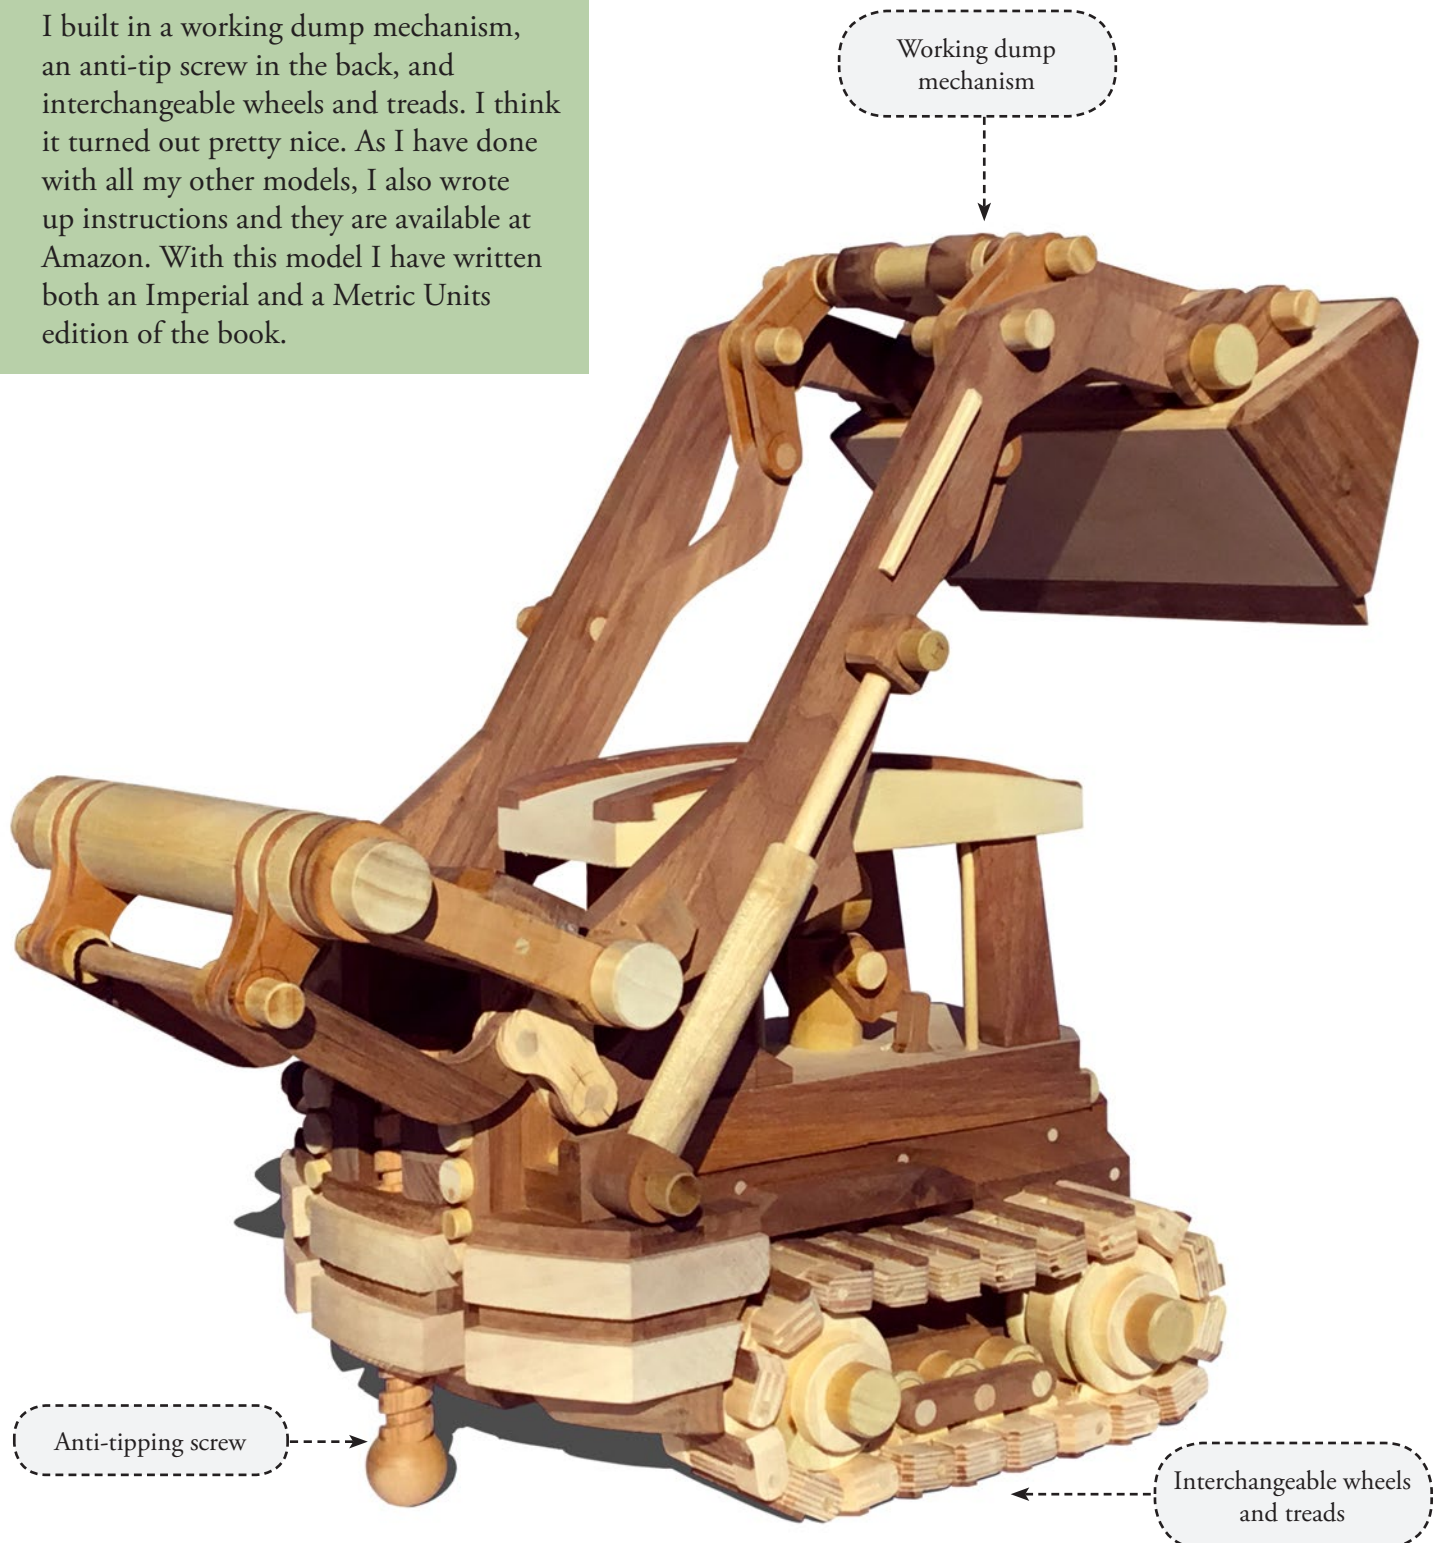 I built in a working dump mechanism,
an anti-tip screw in the back, and
interchangeable wheels and treads. I think
it turned out pretty nice. As I have done
with all my other models, I also wrote
up instructions and they are available at
Amazon. With this model I have written
both an Imperial and a Metric Units
edition of the book.
Working dump
mechanism
Anti-tipping screw
Interchangeable wheels
and treads